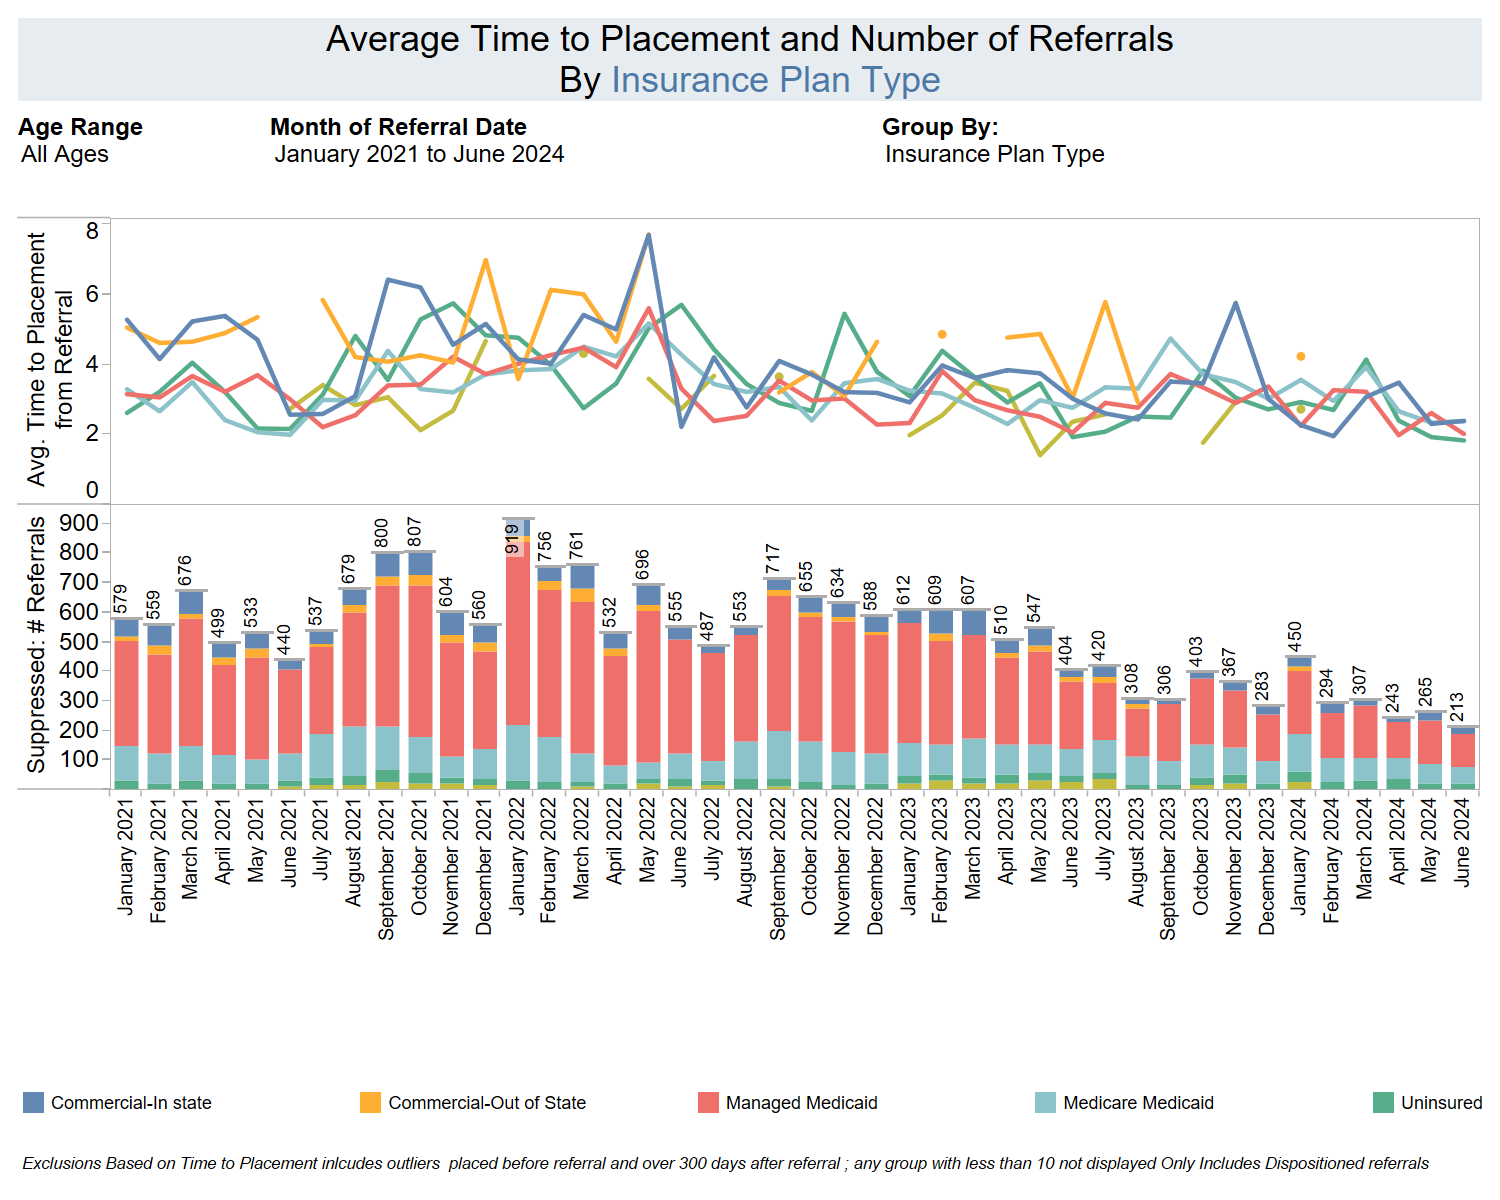 Average Time to Placement and Number of Referrals
By Insurance Plan Type
Age Range
All Ages
Month of Referral Date
January 2021 to June 2024
Group By:
Insurance Plan Type
Avg. Time to Placement
from Referral
8
6
4
2
0
Suppressed: # Referrals
900
800
700
600
500
400
300
200
100
579
559
676
499
533
440
537
679
800
807
604
560
919
756
761
532
696
555
487
553
717
655
634
588
612
609
607
510
547
404
420
308
306
403
367
283
450
294
307
243
265
213
January 2021
February 2021
March 2021
April 2021
May 2021
June 2021
July 2021
August 2021
September 2021
October 2021
November 2021
December 2021
January 2022
February 2022
March 2022
April 2022
May 2022
June 2022
July 2022
August 2022
September 2022
October 2022
November 2022
December 2022
January 2023
February 2023
March 2023
April 2023
May 2023
June 2023
July 2023
August 2023
September 2023
October 2023
November 2023
December 2023
January 2024
February 2024
March 2024
April 2024
May 2024
June 2024
Commercial-In state
Commercial-Out of State
Managed Medicaid
Medicare Medicaid
Uninsured
Exclusions Based on Time to Placement inlcudes outliers  placed before referral and over 300 days after referral ; any group with less than 10 not displayed Only Includes Dispositioned referrals